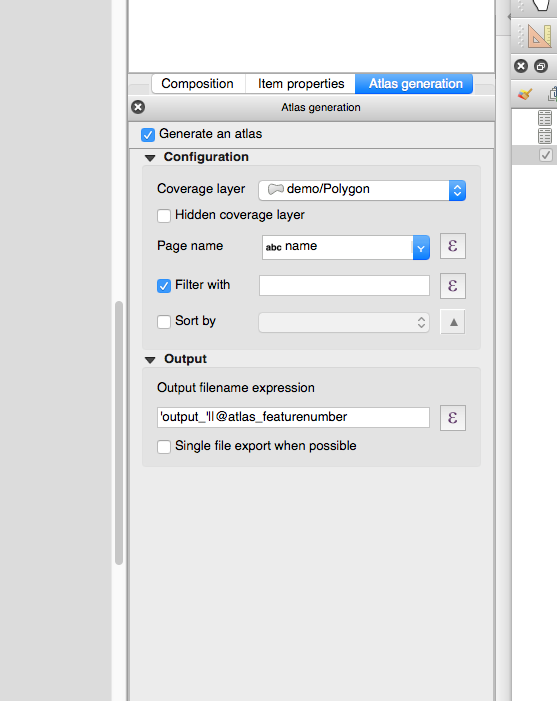 Composition Item properties Atlas generation
Atlas generation
Generate an atlas
Configuration
Coverage layer demo/Polygon
Hidden coverage layer
Page name abc name ε
Filter with ε
Sort by
Output
Output filename expression
'output_'||@atlas_featurenumber ε
Single file export when possible